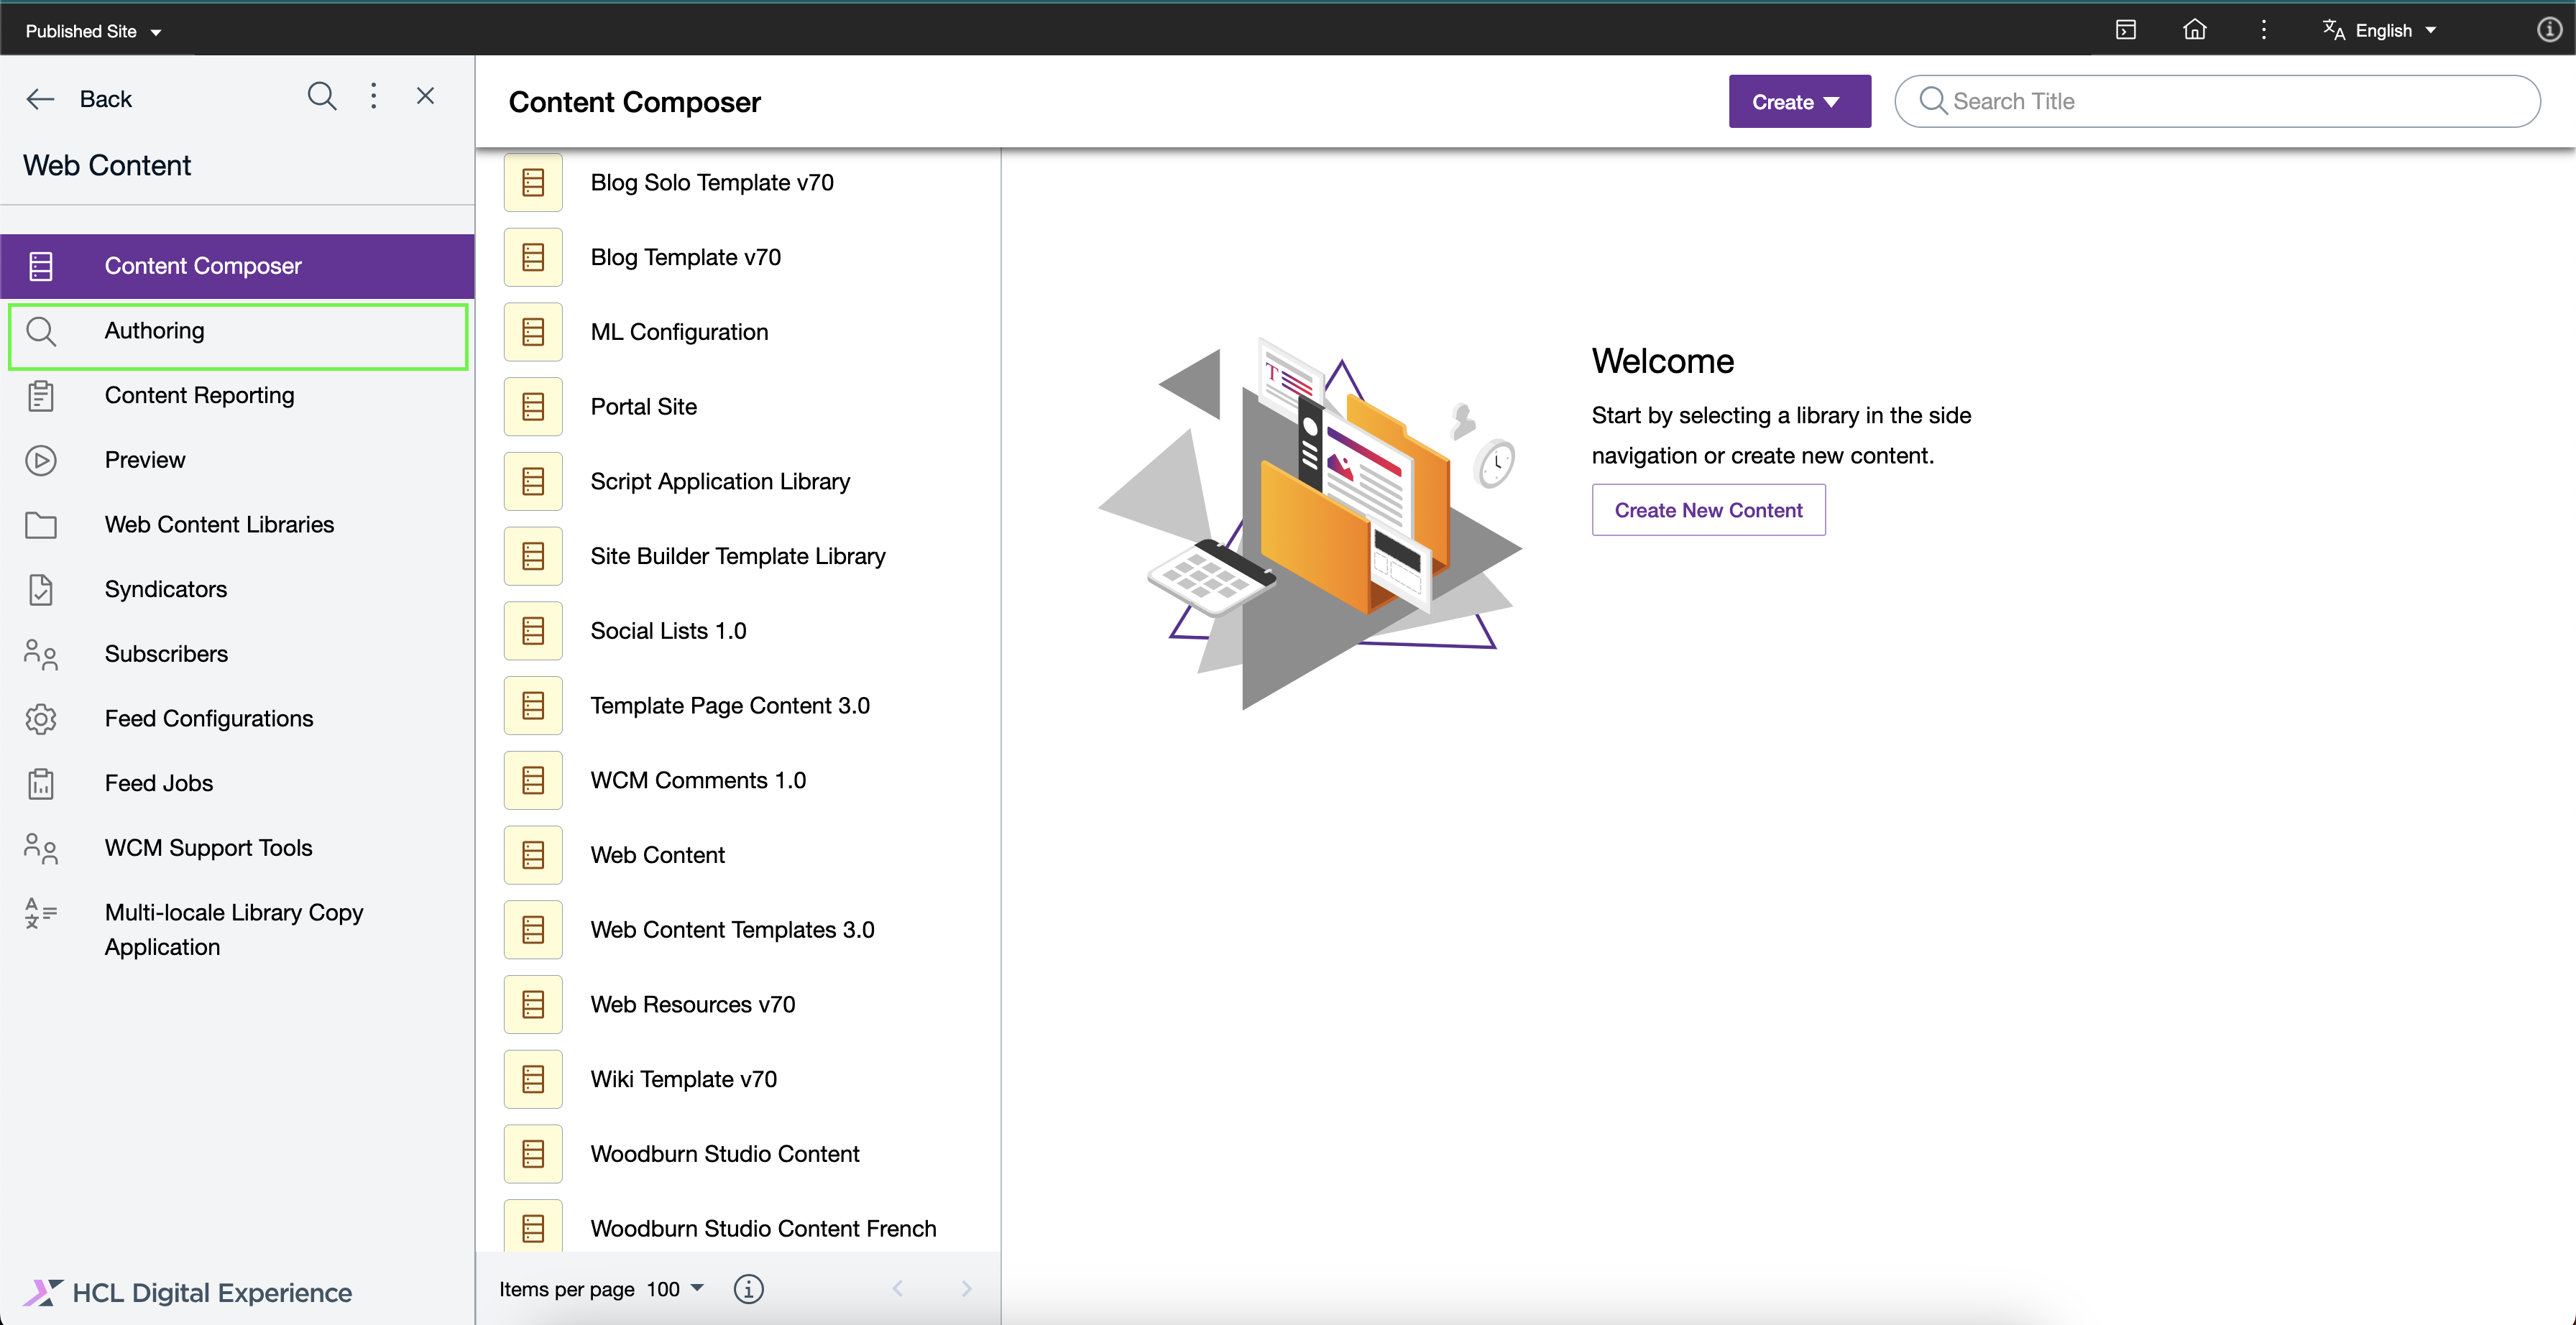 Published Site
English
Back
Web Content
Content Composer
Authoring
Content Reporting
Preview
Web Content Libraries
Syndicators
Subscribers
Feed Configurations
Feed Jobs
WCM Support Tools
Multi-locale Library Copy
Application
HCL Digital Experience
Content Composer
Create
Search Title
Blog Solo Template v70
Blog Template v70
ML Configuration
Portal Site
Script Application Library
Site Builder Template Library
Social Lists 1.0
Template Page Content 3.0
WCM Comments 1.0
Web Content
Web Content Templates 3.0
Web Resources v70
Wiki Template v70
Woodburn Studio Content
Woodburn Studio Content French
Items per page 100
T
Welcome
Start by selecting a library in the side
navigation or create new content.
Create New Content